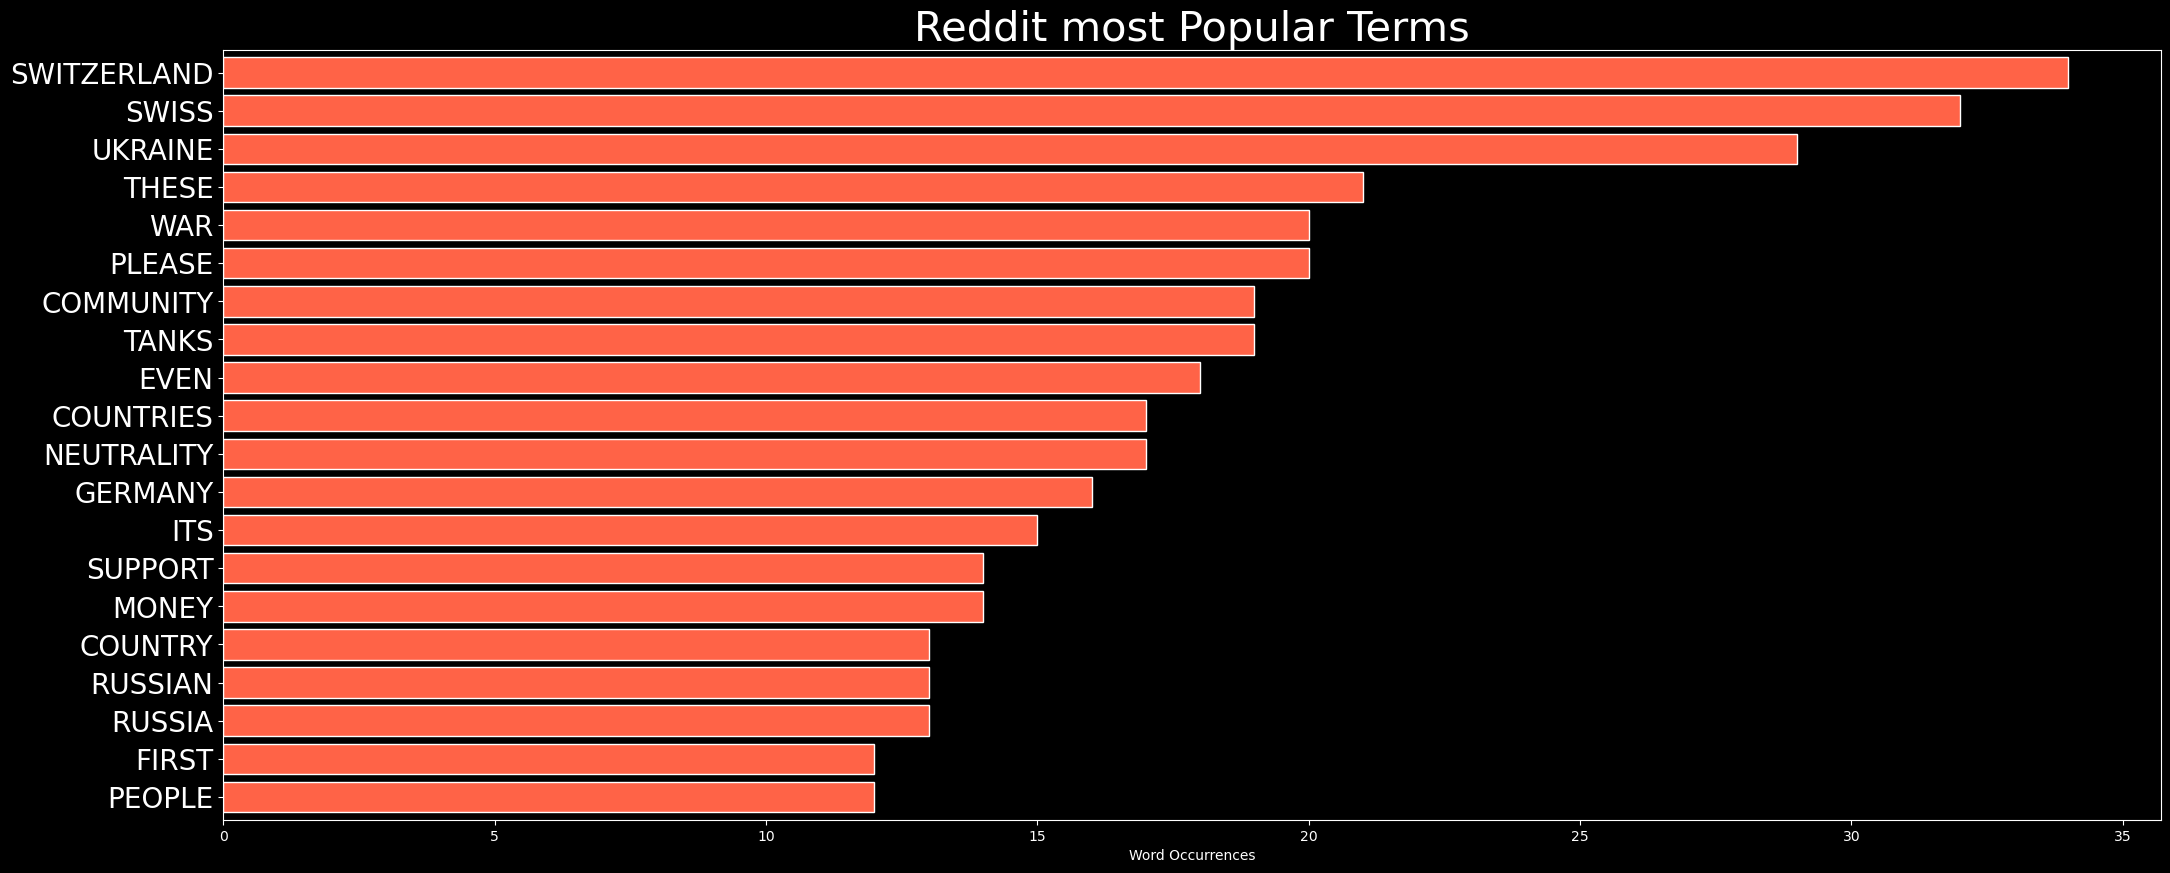 Reddit most Popular Terms
SWITZERLAND
SWISS
UKRAINE
THESE
WAR
PLEASE
COMMUNITY
TANKS
EVEN
COUNTRIES
NEUTRALITY
GERMANY
ITS
SUPPORT
MONEY
COUNTRY
RUSSIAN
RUSSIA
FIRST
PEOPLE
0 5 10 15 20 25 30 35
Word Occurrences